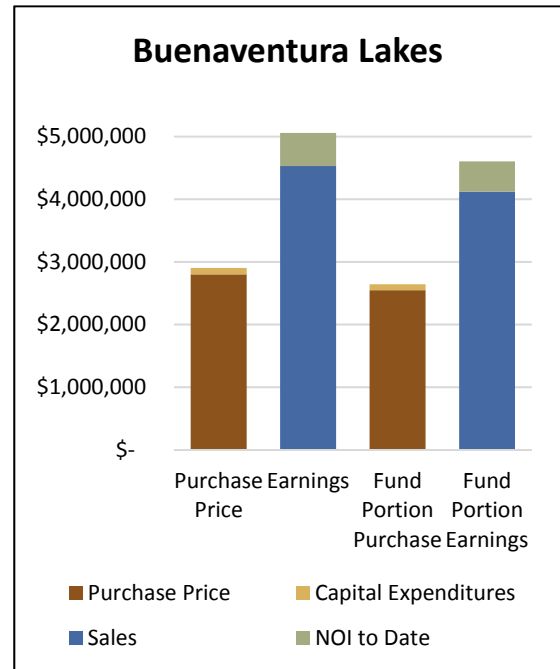 Buenaventura Lakes
$5,000,000
$4,000,000
$3,000,000
$2,000,000
$1,000,000
$-
Purchase Price
Earnings
Fund Portion Purchase
Fund Portion Earnings
Purchase Price
Capital Expenditures
Sales
NOI to Date